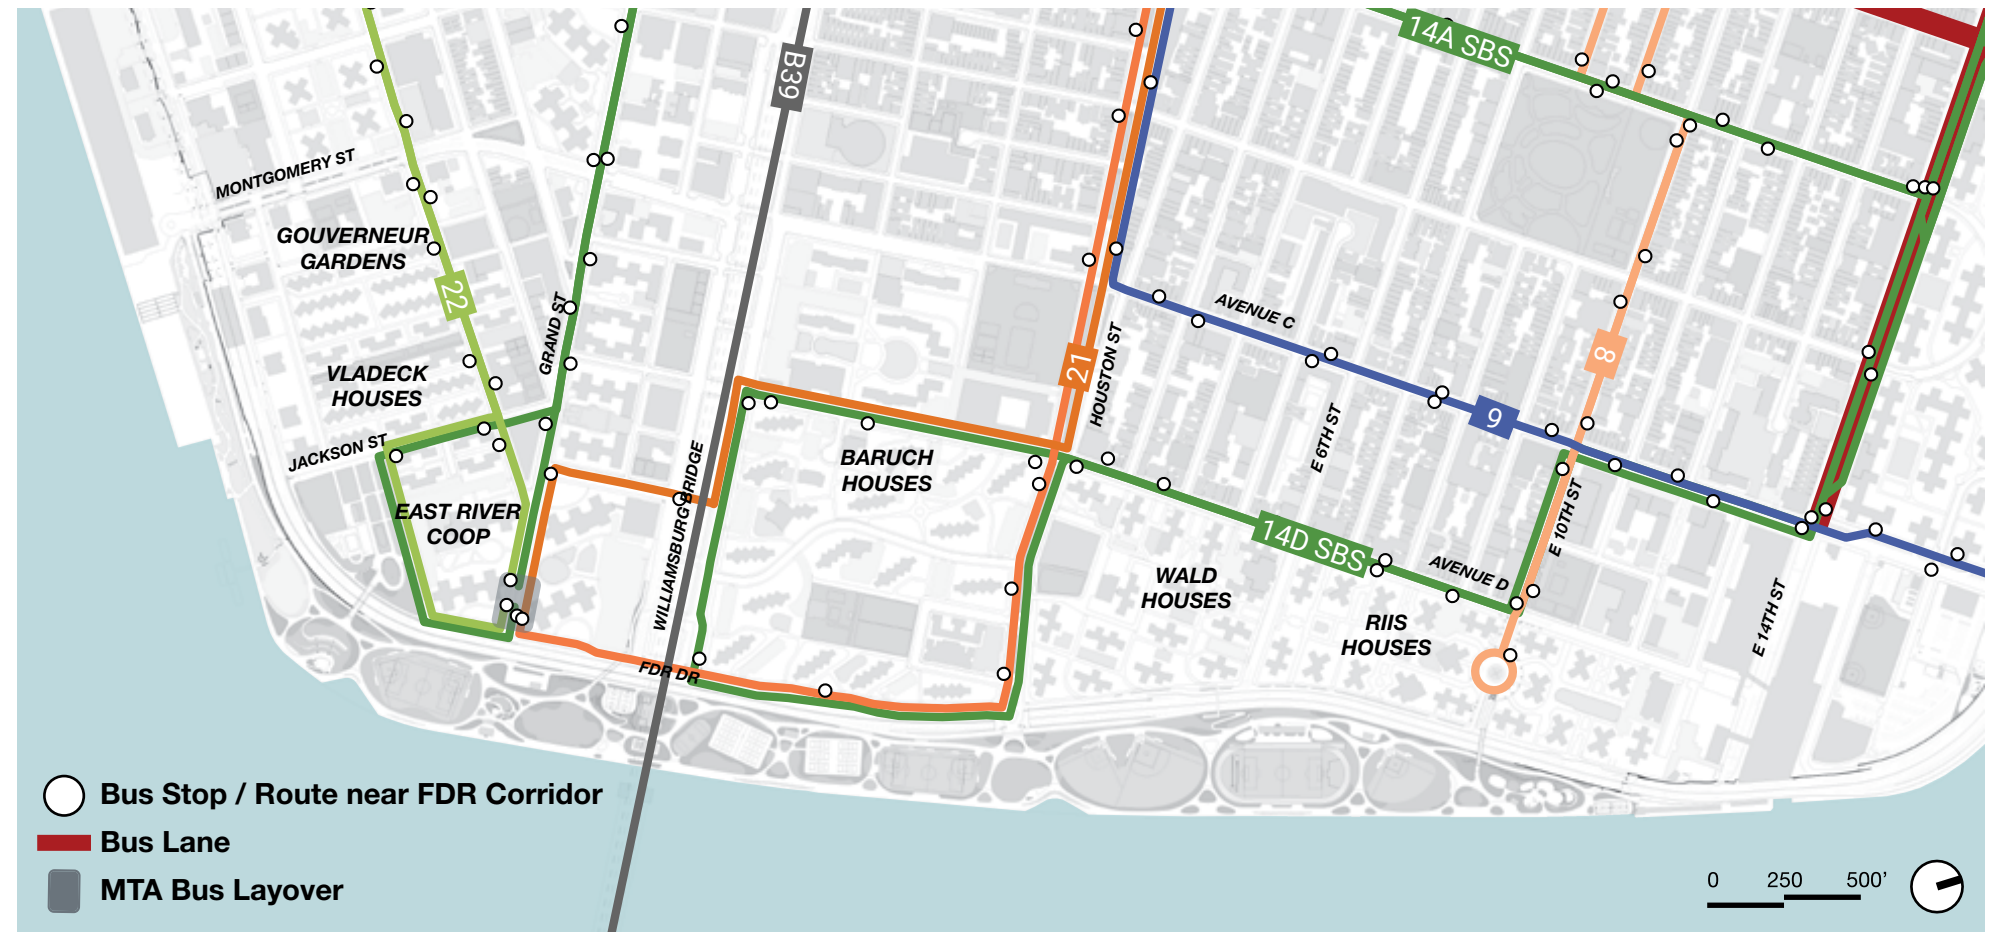 14A SBS
B39
MONTGOMERY ST
GOUVERNEUR
GARDENS
22
GRAND ST
AVENUE C
HOUSTON ST
21
8
VLADECK
HOUSES
9
E 6TH ST
JACKSON ST
BARUCH
HOUSES
WILLIAMSBURG BRIDGE
EAST RIVER
COOP
14D SBS
E 10TH ST
AVENUE D
WALD
HOUSES
RIIS
HOUSES
E 14TH ST
FDR DR
Bus Stop / Route near FDR Corridor
Bus Lane
MTA Bus Layover
0 250 500'